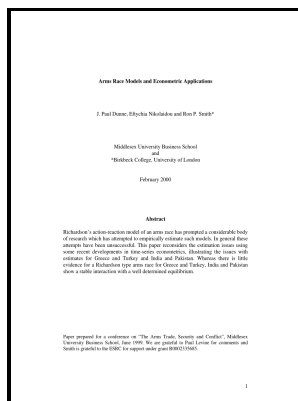 Arms Race Models and Econometric Applications
J. Paul Dunne, Eftychia Nikolaidou and Ron P. Smith*
Middlesex University Business School
and
*Birkbeck College, University of London
February 2000
Abstract
Richardson's action-reaction model of an arms race has prompted a considerable body
of research which has attempted to empirically estimate such models. In general these
attempts have been unsuccessful. This paper reconsiders the estimation issues using
some recent developments in time-series econometrics, illustrating the issues with
estimates for Greece and Turkey and India and Pakistan. Whereas there is little
evidence for a Richardson type arms race for Greece and Turkey, India and Pakistan
show a stable interaction with a well determined equilibrium.
Paper prepared for a conference on "The Arms Trade, Security and Conflict", Middlesex
University Business School, June 1999. We are grateful to Paul Levine for comments and
Smith is grateful to the ESRC for support under grant
1